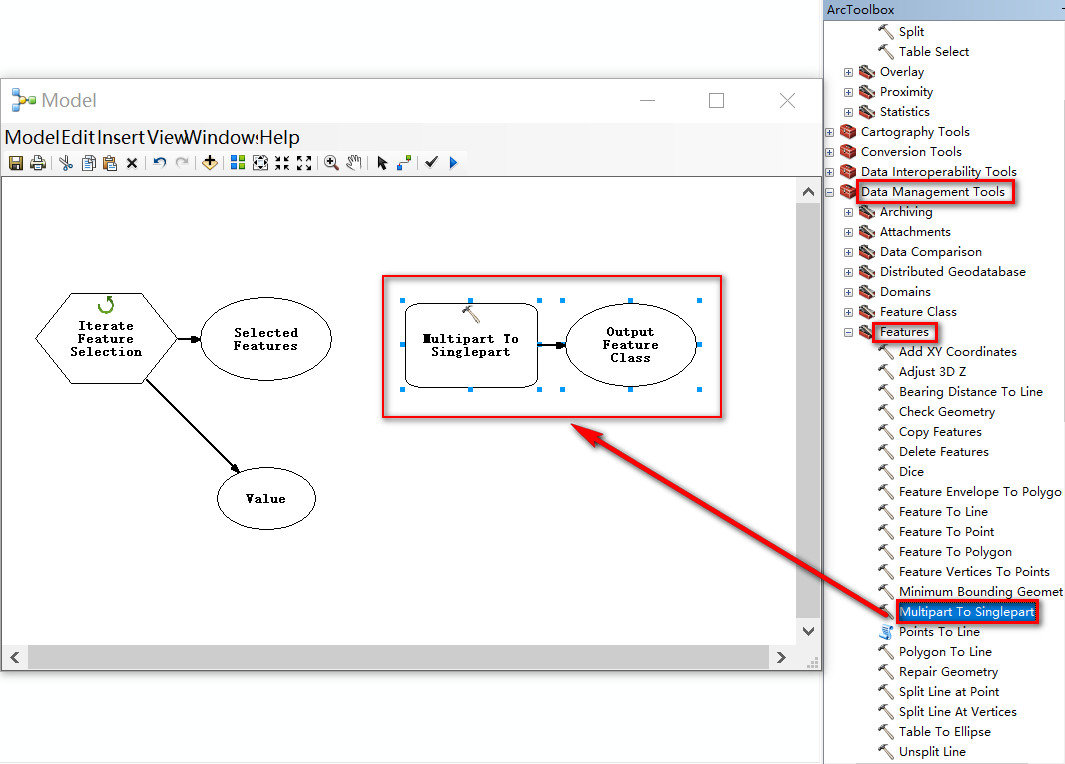 Model
Model Edit Insert View Windows Help
Iterate
Feature
Selection
Selected
Features
Value
Multipart To
Singlepart
Output
Feature
Class
ArcToolbox
Split
Table Select
Overlay
Proximity
Statistics
Cartography Tools
Conversion Tools
Data Interoperability Tools
Data Management Tools
Archiving
Attachments
Data Comparison
Distributed Geodatabase
Domains
Feature Class
Features
Add XY Coordinates
Adjust 3D Z
Bearing Distance To Line
Check Geometry
Copy Features
Delete Features
Dice
Feature Envelope To Polygo
Feature To Line
Feature To Point
Feature To Polygon
Feature Vertices To Points
Minimum Bounding Geomet
Multipart To Singlepart
Points To Line
Polygon To Line
Repair Geometry
Split Line at Point
Split Line At Vertices
Table To Ellipse
Unsplit Line